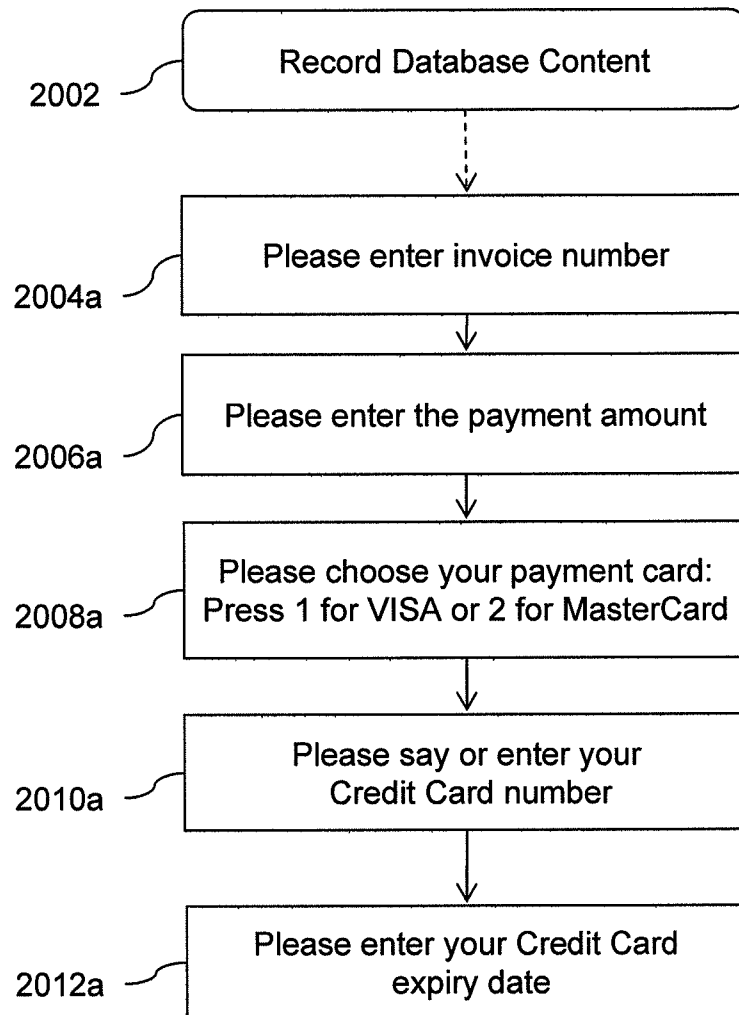 Record Database Content
2002
Please enter invoice number
2004a
Please enter the payment amount
2006a
Please choose your payment card:
Press 1 for VISA or 2 for MasterCard
2008a
Please say or enter your
Credit Card number
2010a
Please enter your Credit Card
expiry date
2012a